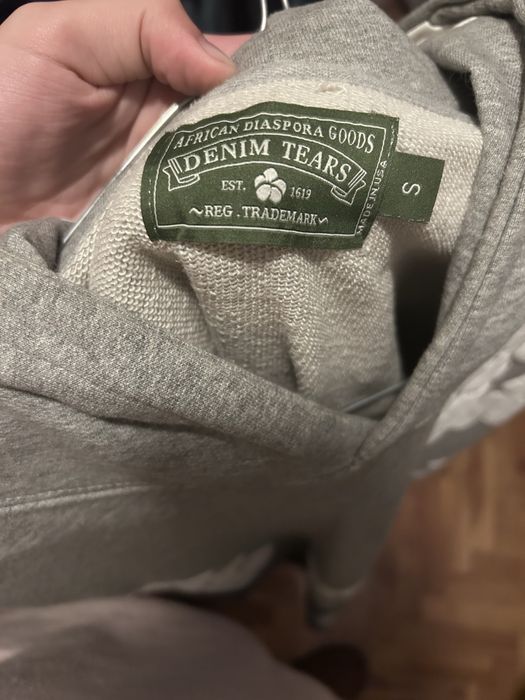 AFRICAN DIASPORA GOODS
DENIM TEARS
EST. 1619
~REG. TRADEMARK~
MADE IN USA
S